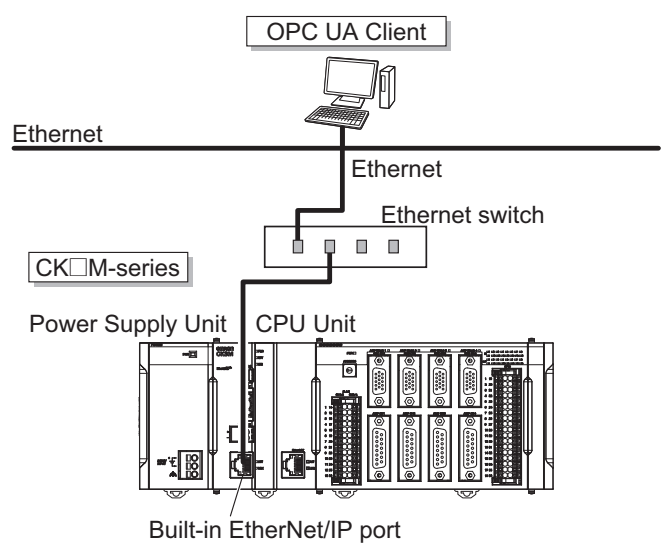 OPC UA Client
Ethernet
Ethernet
Ethernet switch
CK□M-series
Power Supply Unit
CPU Unit
Built-in EtherNet/IP port